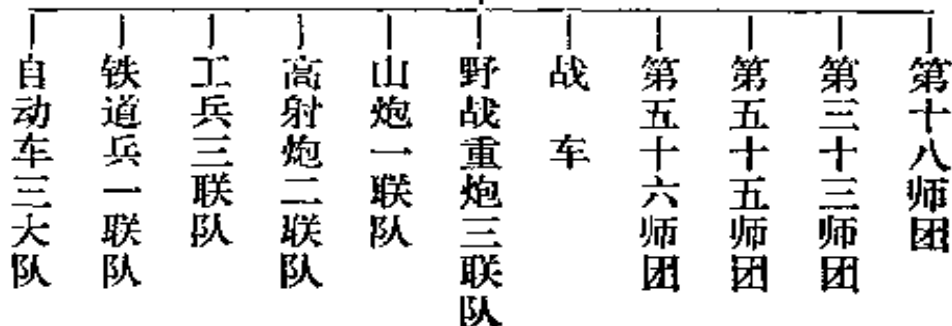 第十八师团
第三十三师团
第五十五师团
第五十六师团
战车
野战重炮三联队
山炮一联队
高射炮二联队
工兵三联队
铁道兵一联队
自动车三大队